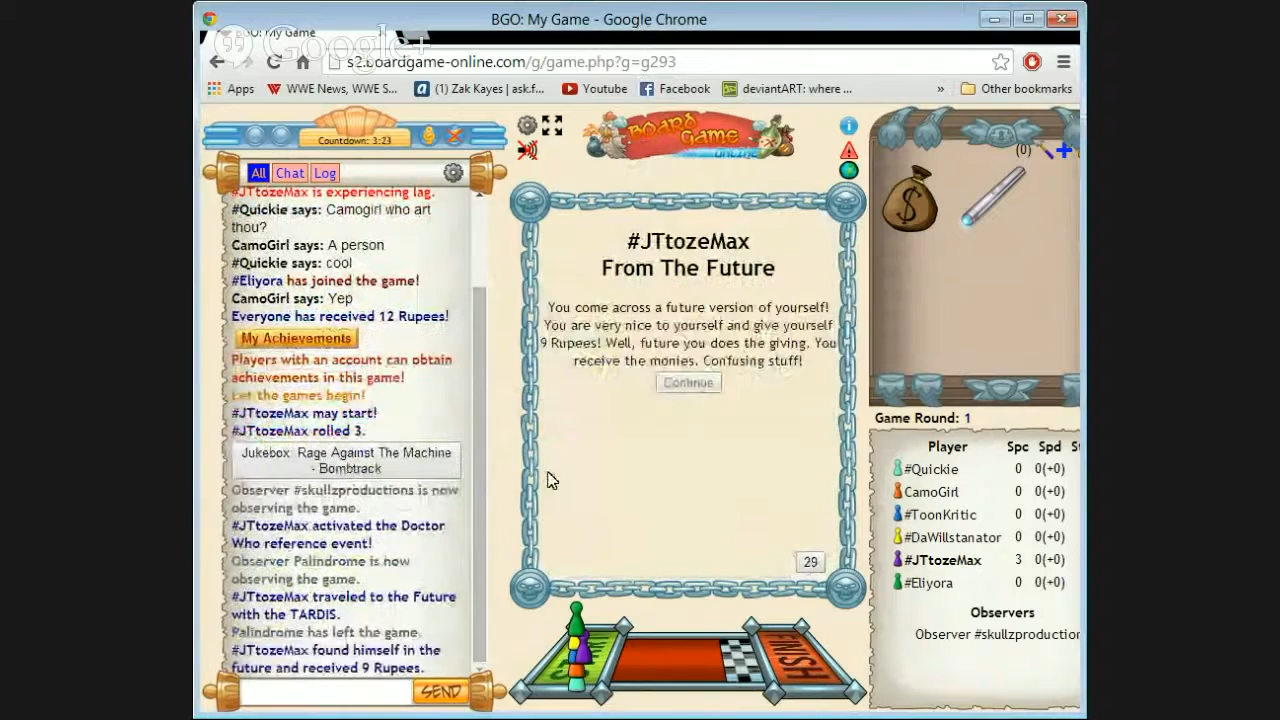 BGO: My Game - Google Chrome
BGO: My Game
Google+
s2.boardgame-online.com/g/game.php?g=g293
Apps
WWE News, WWE S...
(1) Zak Kayes | ask.f...
Youtube
Facebook
deviantART: where ...
»
Other bookmarks
Countdown: 3:23
All Chat Log
#JTtozeMax is experiencing lag.
#Quickie says: Camogirl who art
thou?
CamoGirl says: A person
#Quickie says: cool
#Eliyora has joined the game!
CamoGirl says: Yep
Everyone has received 12 Rupees!
My Achievements
Players with an account can obtain
achievements in this game!
Let the games begin!
#JTtozeMax may start!
#JTtozeMax rolled 3.
Jukebox: Rage Against The Machine
- Bombtrack
Observer #skullzproductions is now
observing the game.
#JTtozeMax activated the Doctor
Who reference event!
Observer Palindrome is now
observing the game.
#JTtozeMax traveled to the Future
with the TARDIS.
Palindrome has left the game.
#JTtozeMax found himself in the
future and received 9 Rupees.
SEND
BOARD
GAME
ONLINE
#JTtozeMax
From The Future
You come across a future version of yourself!
You are very nice to yourself and give yourself
9 Rupees! Well, future you does the giving. You
receive the monies. Confusing stuff!
Continue
29
FINISH
(0)
$
Game Round: 1
Player Spc Spd
#Quickie 0 0(+0)
CamoGirl 0 0(+0)
#ToonKritic 0 0(+0)
#DaWillstanator 0 0(+0)
#JTtozeMax 3 0(+0)
#Eliyora 0 0(+0)
Observers
Observer #skullzproduction